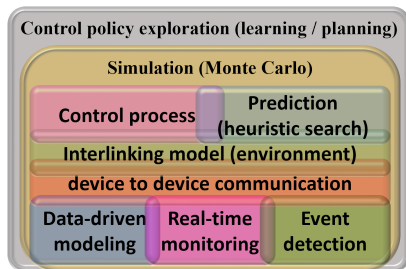 Control policy exploration (learning / planning)
Simulation (Monte Carlo)
Control process
Prediction
(heuristic search)
Interlinking model (environment)
device to device communication
Data-driven
modeling
Real-time
monitoring
Event
detection